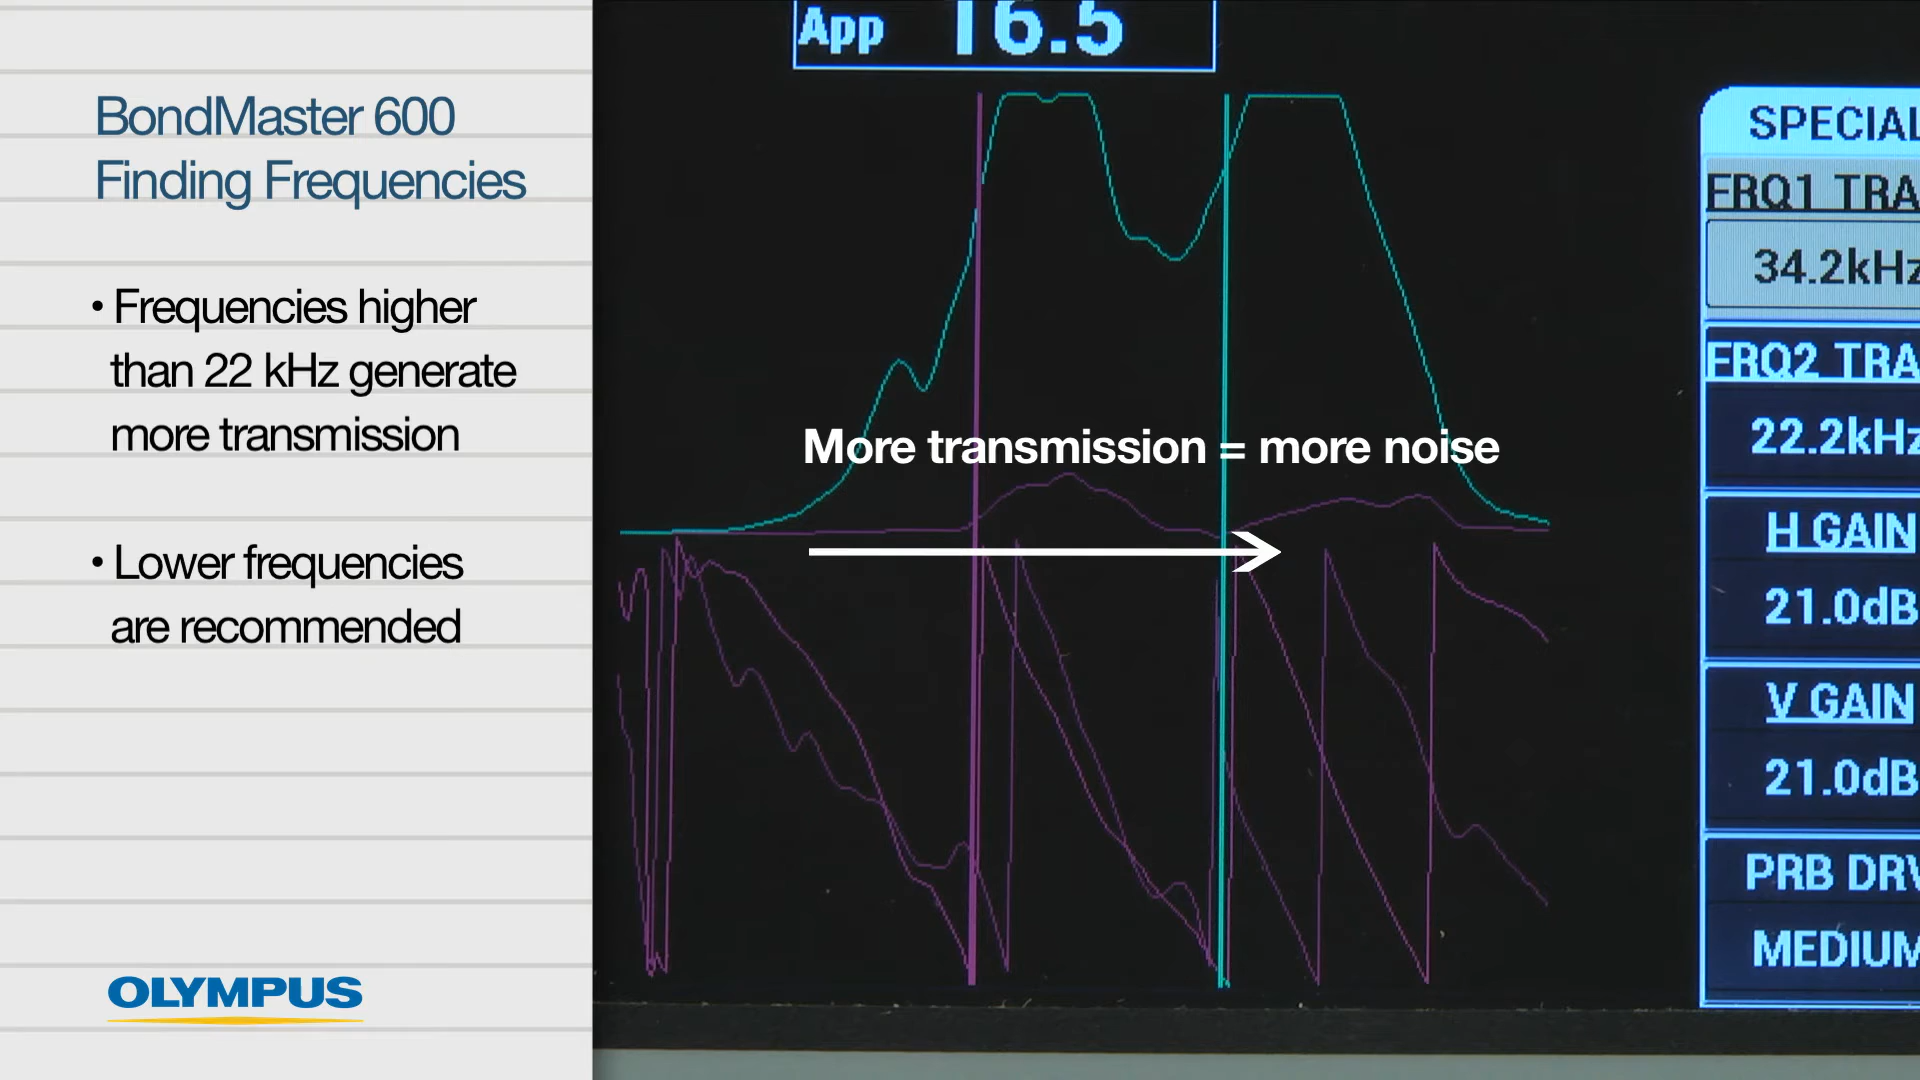 BondMaster 600
Finding Frequencies
• Frequencies higher
than 22 kHz generate
more transmission
• Lower frequencies
are recommended
OLYMPUS
App 16.5
More transmission = more noise
SPECIAL
FRQ1 TRA
34.2kHz
FRQ2 TRA
22.2kHz
H GAIN
21.0dB
V GAIN
21.0dB
PRB DRV
MEDIUM